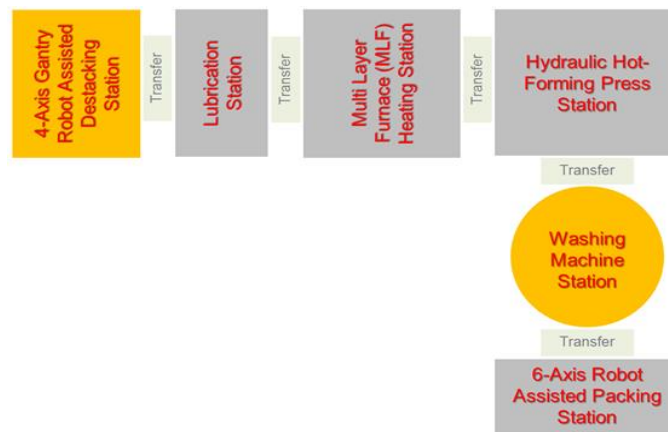 4-Axis Gantry
Robot Assisted
Destacking
Station
Transfer
Lubrication
Station
Transfer
Multi Layer
Furnace (MLF)
Heating Station
Transfer
Hydraulic Hot-
Forming Press
Station
Transfer
Washing
Machine
Station
Transfer
6-Axis Robot
Assisted Packing
Station